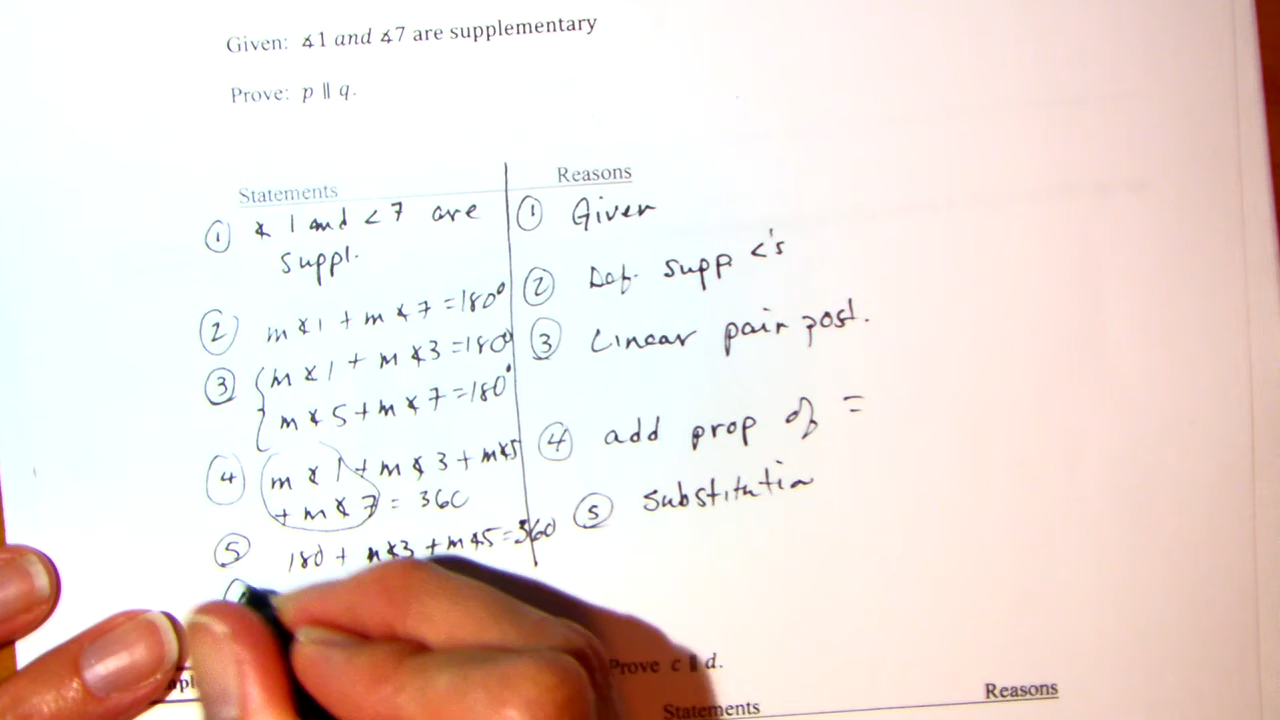 Given: ∡1 and ∡7 are supplementary
Prove: p ∥ q.
Statements
Reasons
① ∡ 1 and < 7 are
suppl.
① Given
② m∡1 + m∡7 = 180°
② Def. supp <'s
③ { m∡1 + m∡3 = 180°
m∡5 + m∡7 = 180°
③ Linear pair post.
④ m∡1 + m∡3 + m∡5
+ m∡7 = 360
④ add prop of =
⑤ 180 + m∡3 + m∡5 = 360
⑤ substitution
Prove c ∥ d.
Statements
Reasons